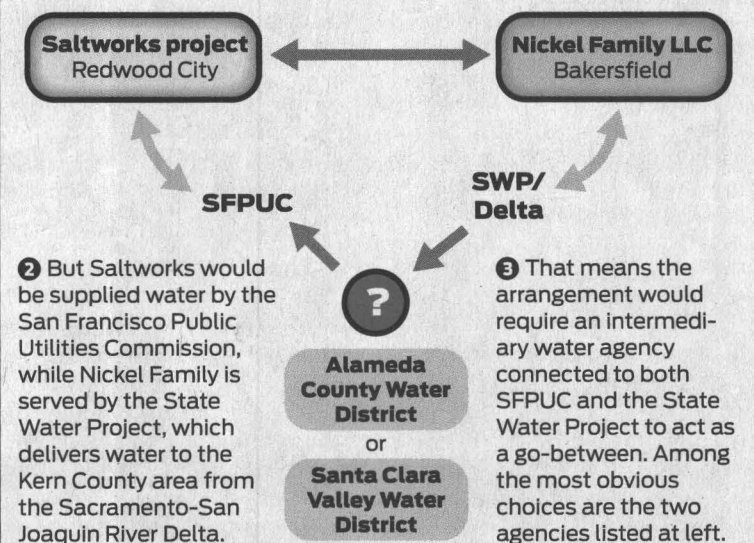 Saltworks project
Redwood City
Nickel Family LLC
Bakersfield
SFPUC
SWP/
Delta
❷ But Saltworks would
be supplied water by the
San Francisco Public
Utilities Commission,
while Nickel Family is
served by the State
Water Project, which
delivers water to the
Kern County area from
the Sacramento-San
Joaquin River Delta.
?
Alameda
County Water
District
or
Santa Clara
Valley Water
District
❸ That means the
arrangement would
require an intermedi-
ary water agency
connected to both
SFPUC and the State
Water Project to act as
a go-between. Among
the most obvious
choices are the two
agencies listed at left.